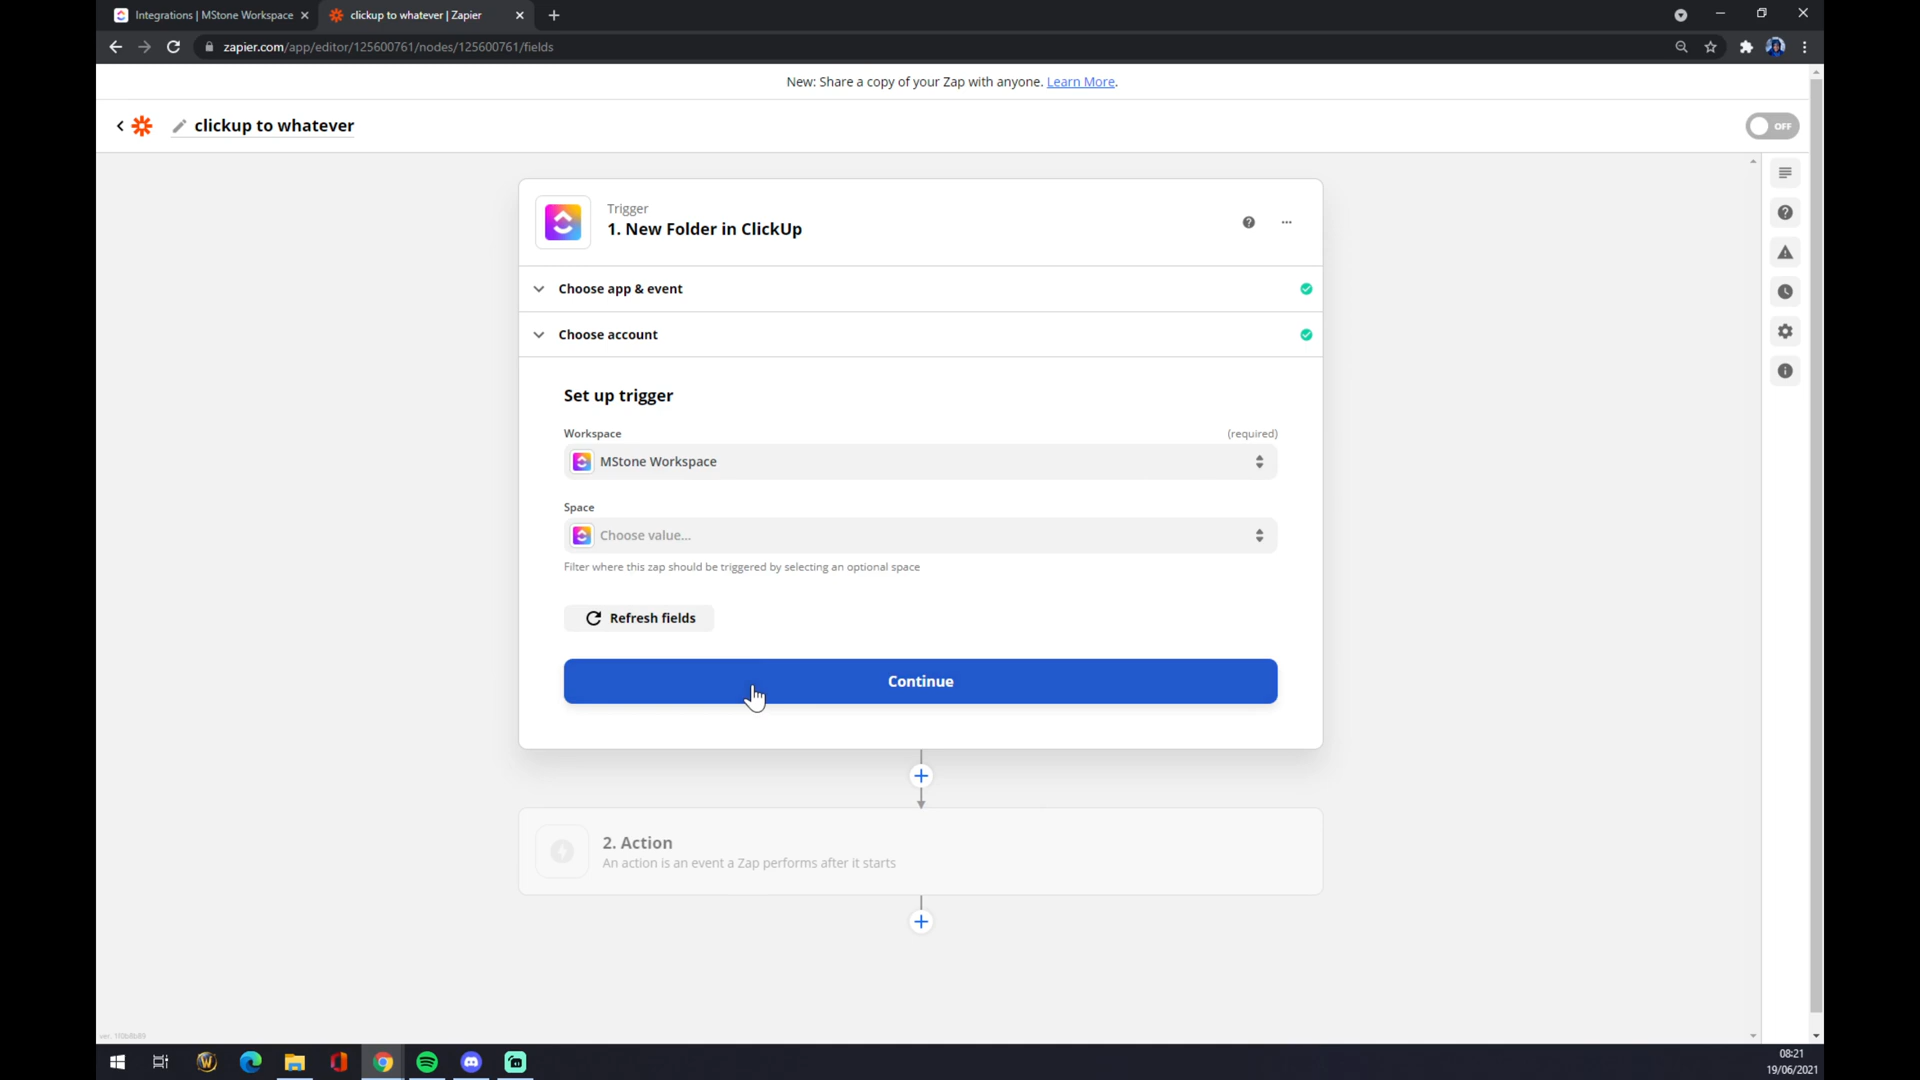 Integrations | MStone Workspace
clickup to whatever | Zapier
zapier.com/app/editor/125600761/nodes/125600761/fields
New: Share a copy of your Zap with anyone. Learn More.
clickup to whatever
OFF
Trigger
1. New Folder in ClickUp
Choose app & event
Choose account
Set up trigger
Workspace
(required)
MStone Workspace
Space
Choose value...
Filter where this zap should be triggered by selecting an optional space
Refresh fields
Continue
2. Action
An action is an event a Zap performs after it starts
08:21
19/06/2021